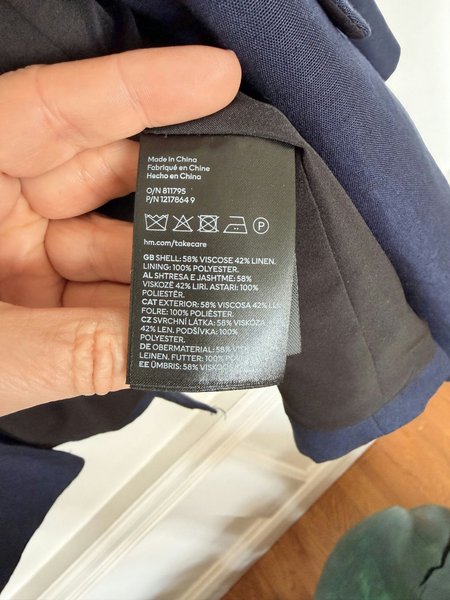 Made in China
Fabriqué en Chine
Hecho en China
O/N 811795
P/N 1217864 9
hm.com/takecare
GB SHELL: 58% VISCOSE 42% LINEN.
LINING: 100% POLYESTER.
AL SHTRESA E JASHTME: 58%
VISKOZË 42% LIRI. ASTARI: 100%
POLIESTËR.
CAT EXTERIOR: 58% VISCOSA 42%
FOLRE: 100% POLIÈSTER.
CZ SVRCHNÍ LÁTKA: 58% VISKÓZA
42% LEN. PODŠÍVKA: 100%
POLYESTER.
DE OBERMATERIAL: 58%
LEINEN. FUTTER: 100%
EE ÜMBRIS: 58%